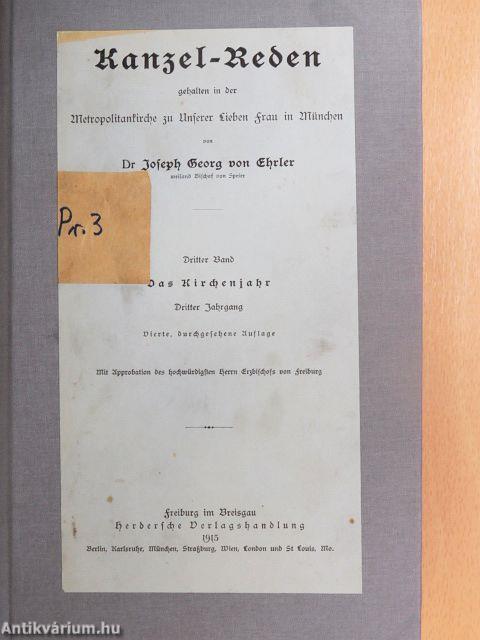 Kanzel-Reden
gehalten in der
Metropolitankirche zu Unserer Lieben Frau in München
von
Dr Joseph Georg von Ehrler
weiland Bischof von Speier
Pr. 3
Dritter Band
Das Kirchenjahr
Dritter Jahrgang
Vierte, durchgesehene Auflage
Mit Approbation des hochwürdigsten Herrn Erzbischofs von Freiburg
Freiburg im Breisgau
Herdersche Verlagshandlung
1915
Berlin, Karlsruhe, München, Straßburg, Wien, London und St Louis, Mo.
Antikvárium.hu